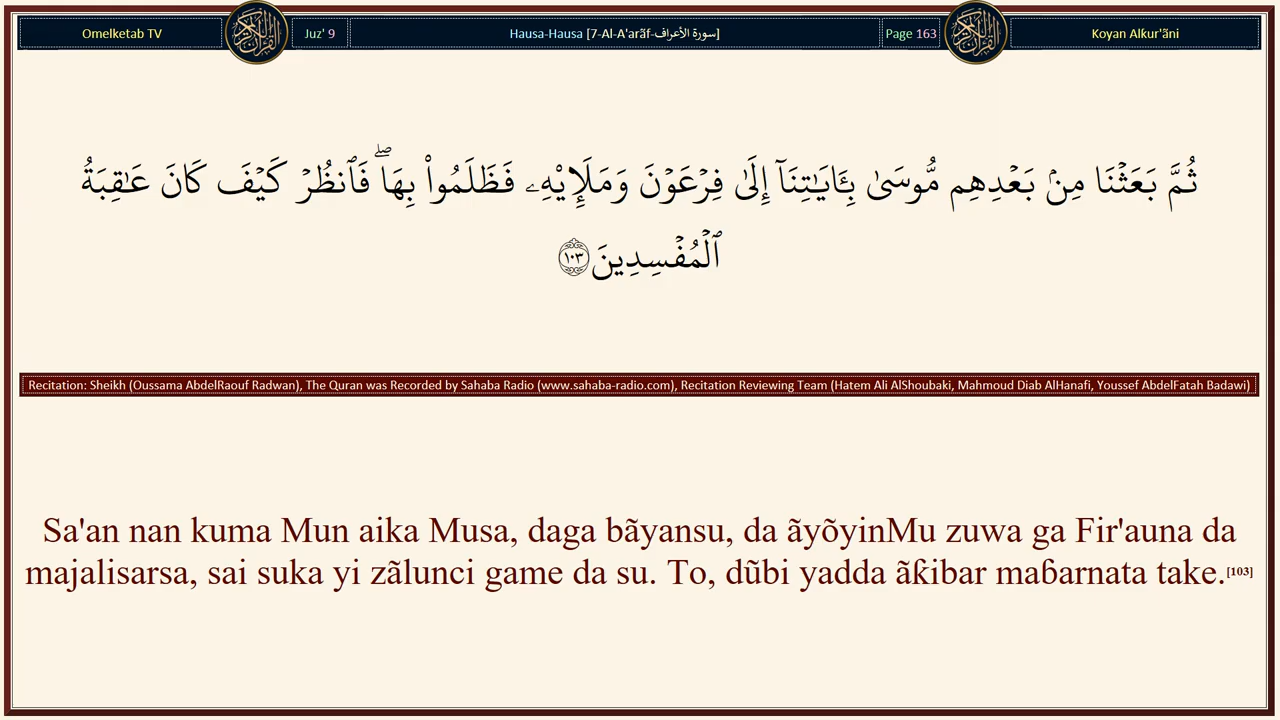 Omelketab TV
Juz' 9
Hausa-Hausa [7-Al-A'arãf-سورة الأعراف]
Page 163
Koyan Alƙur'ãni
ثُمَّ بَعَثْنَا مِنۢ بَعْدِهِم مُّوسَىٰ بِـَٔايَـٰتِنَآ إِلَىٰ فِرْعَوْنَ وَمَلَإِي۟هِۦ فَظَلَمُوا۟ بِهَا ۖ فَٱنظُرْ كَيْفَ كَانَ عَـٰقِبَةُ
ٱلْمُفْسِدِينَ ١٠٣
Recitation: Sheikh (Oussama AbdelRaouf Radwan), The Quran was Recorded by Sahaba Radio (www.sahaba-radio.com), Recitation Reviewing Team (Hatem Ali AlShoubaki, Mahmoud Diab AlHanafi, Youssef AbdelFatah Badawi)
Sa'an nan kuma Mun aika Musa, daga bãyansu, da ãyõyinMu zuwa ga Fir'auna da
majalisarsa, sai suka yi zãlunci game da su. To, dũbi yadda ãƙibar maɓarnata take.[103]